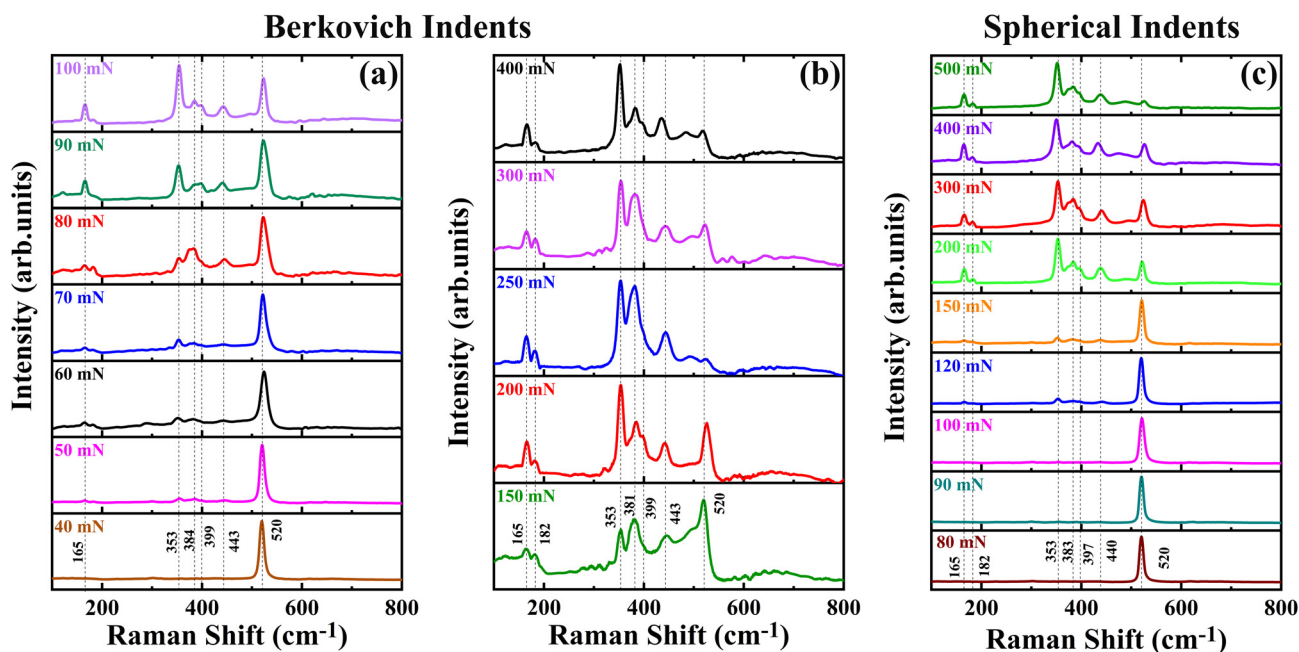 Berkovich Indents
Spherical Indents
(a)
100 mN
90 mN
80 mN
70 mN
60 mN
50 mN
40 mN
165
353
384
399
443
520
200
400
600
800
Raman Shift (cm-1)
Intensity (arb.units)
(b)
400 mN
300 mN
250 mN
200 mN
150 mN
165
182
353
381
399
443
520
200
400
600
800
Raman Shift (cm-1)
Intensity (arb.units)
(c)
500 mN
400 mN
300 mN
200 mN
150 mN
120 mN
100 mN
90 mN
80 mN
165
182
353
383
397
440
520
200
400
600
800
Raman Shift (cm-1)
Intensity (arb.units)